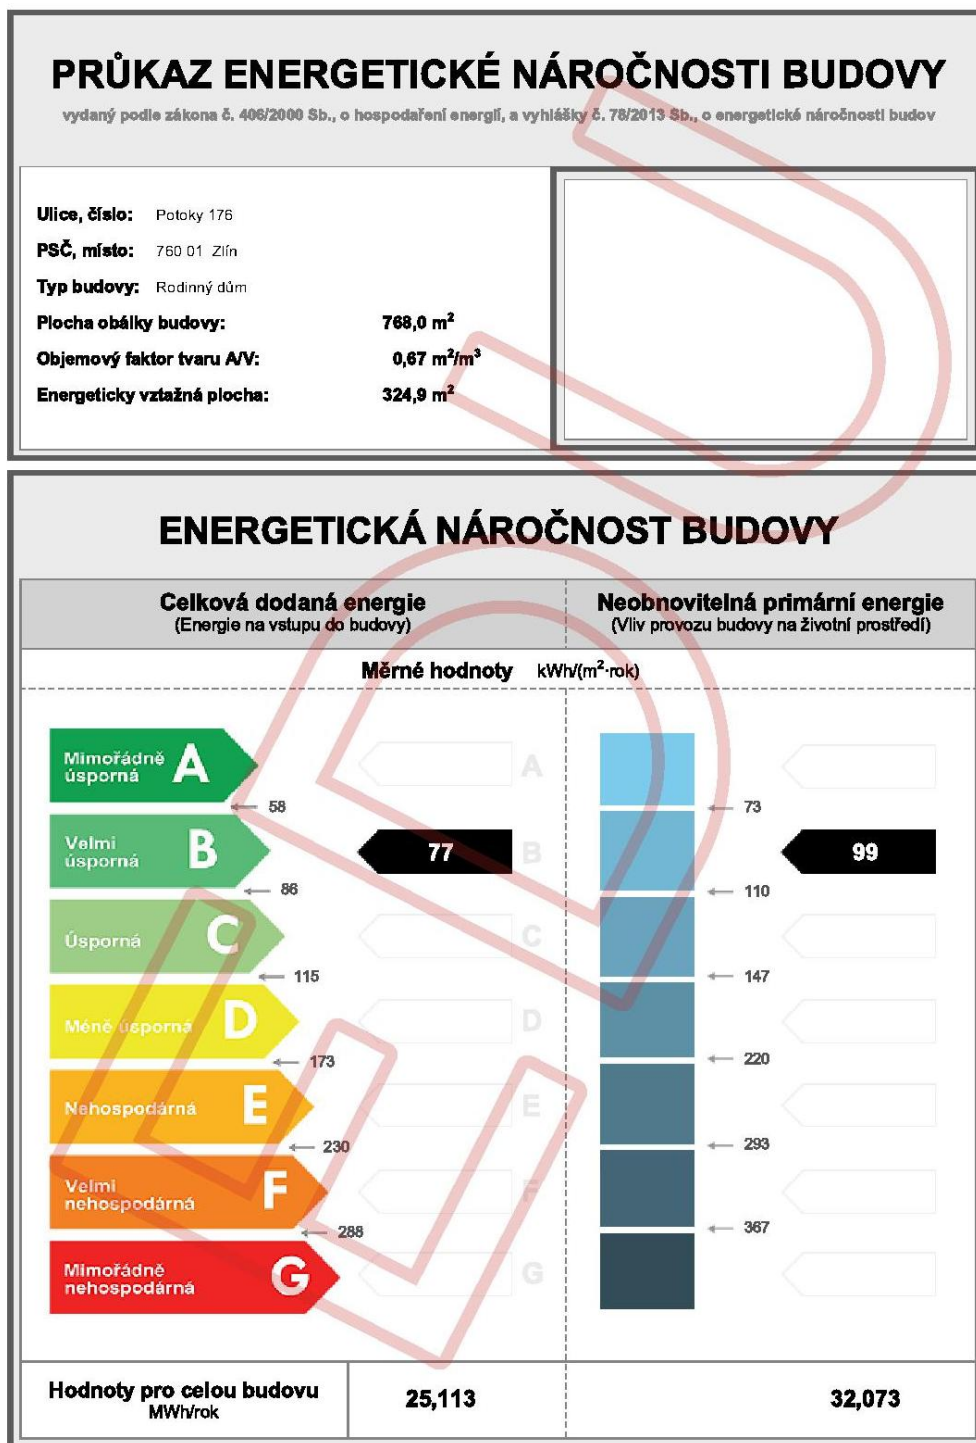 PRŮKAZ ENERGETICKÉ NÁROČNOSTI BUDOVY
vydaný podle zákona č. 406/2000 Sb., o hospodaření energií, a vyhlášky č. 78/2013 Sb., o energetické náročnosti budov
Ulice, číslo: Potoky 176
PSČ, místo: 760 01 Zlín
Typ budovy: Rodinný dům
Plocha obálky budovy: 768,0 m²
Objemový faktor tvaru A/V: 0,67 m²/m³
Energeticky vztažná plocha: 324,9 m²
ENERGETICKÁ NÁROČNOST BUDOVY
Celková dodaná energie
(Energie na vstupu do budovy)
Neobnovitelná primární energie
(Vliv provozu budovy na životní prostředí)
Měrné hodnoty kWh/(m²·rok)
Mimořádně
úsporná
A
A
58
73
Velmi
úsporná
B
77
B
99
86
110
Úsporná
C
C
115
147
Méně úsporná
D
D
173
220
Nehospodárná
E
E
230
293
Velmi
nehospodárná
F
F
288
367
Mimořádně
nehospodárná
G
G
Hodnoty pro celou budovu
MWh/rok
25,113
32,073
EDU